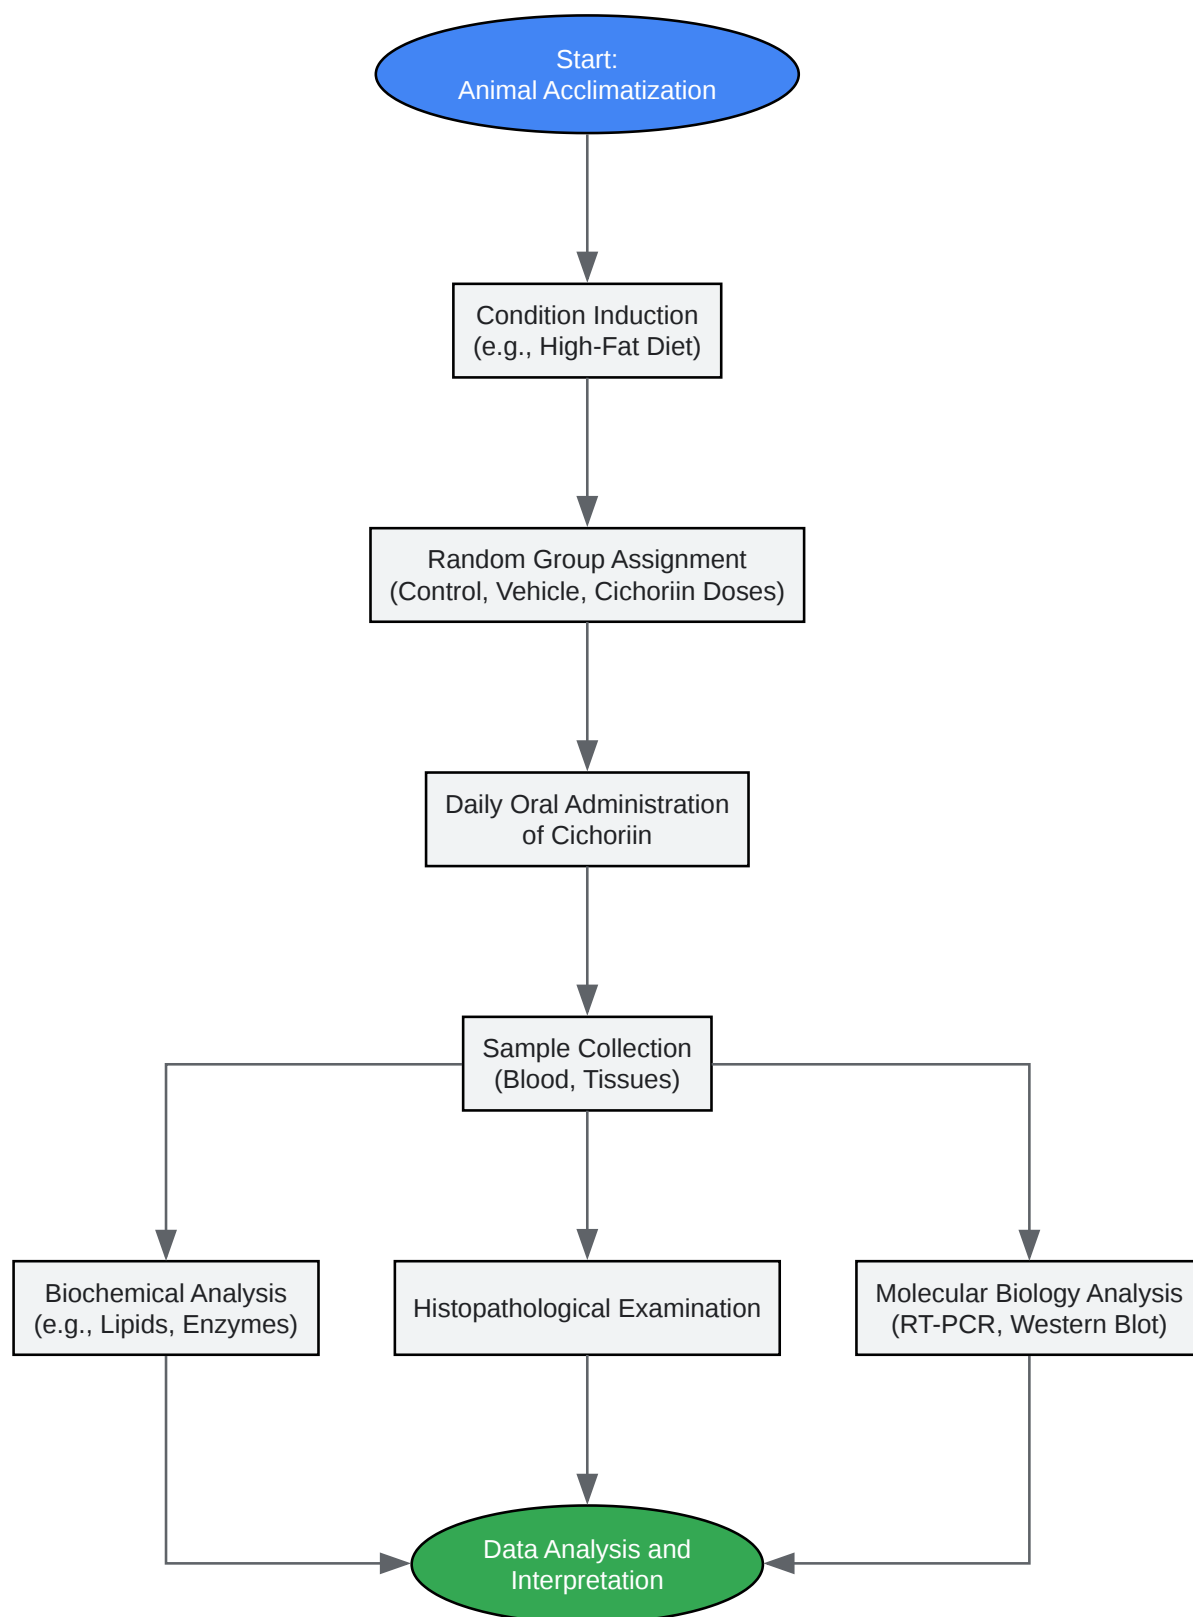 Start:
Animal Acclimatization
Condition Induction
(e.g., High-Fat Diet)
Random Group Assignment
(Control, Vehicle, Cichoriin Doses)
Daily Oral Administration
of Cichoriin
Sample Collection
(Blood, Tissues)
Biochemical Analysis
(e.g., Lipids, Enzymes)
Histopathological Examination
Molecular Biology Analysis
(RT-PCR, Western Blot)
Data Analysis and
Interpretation